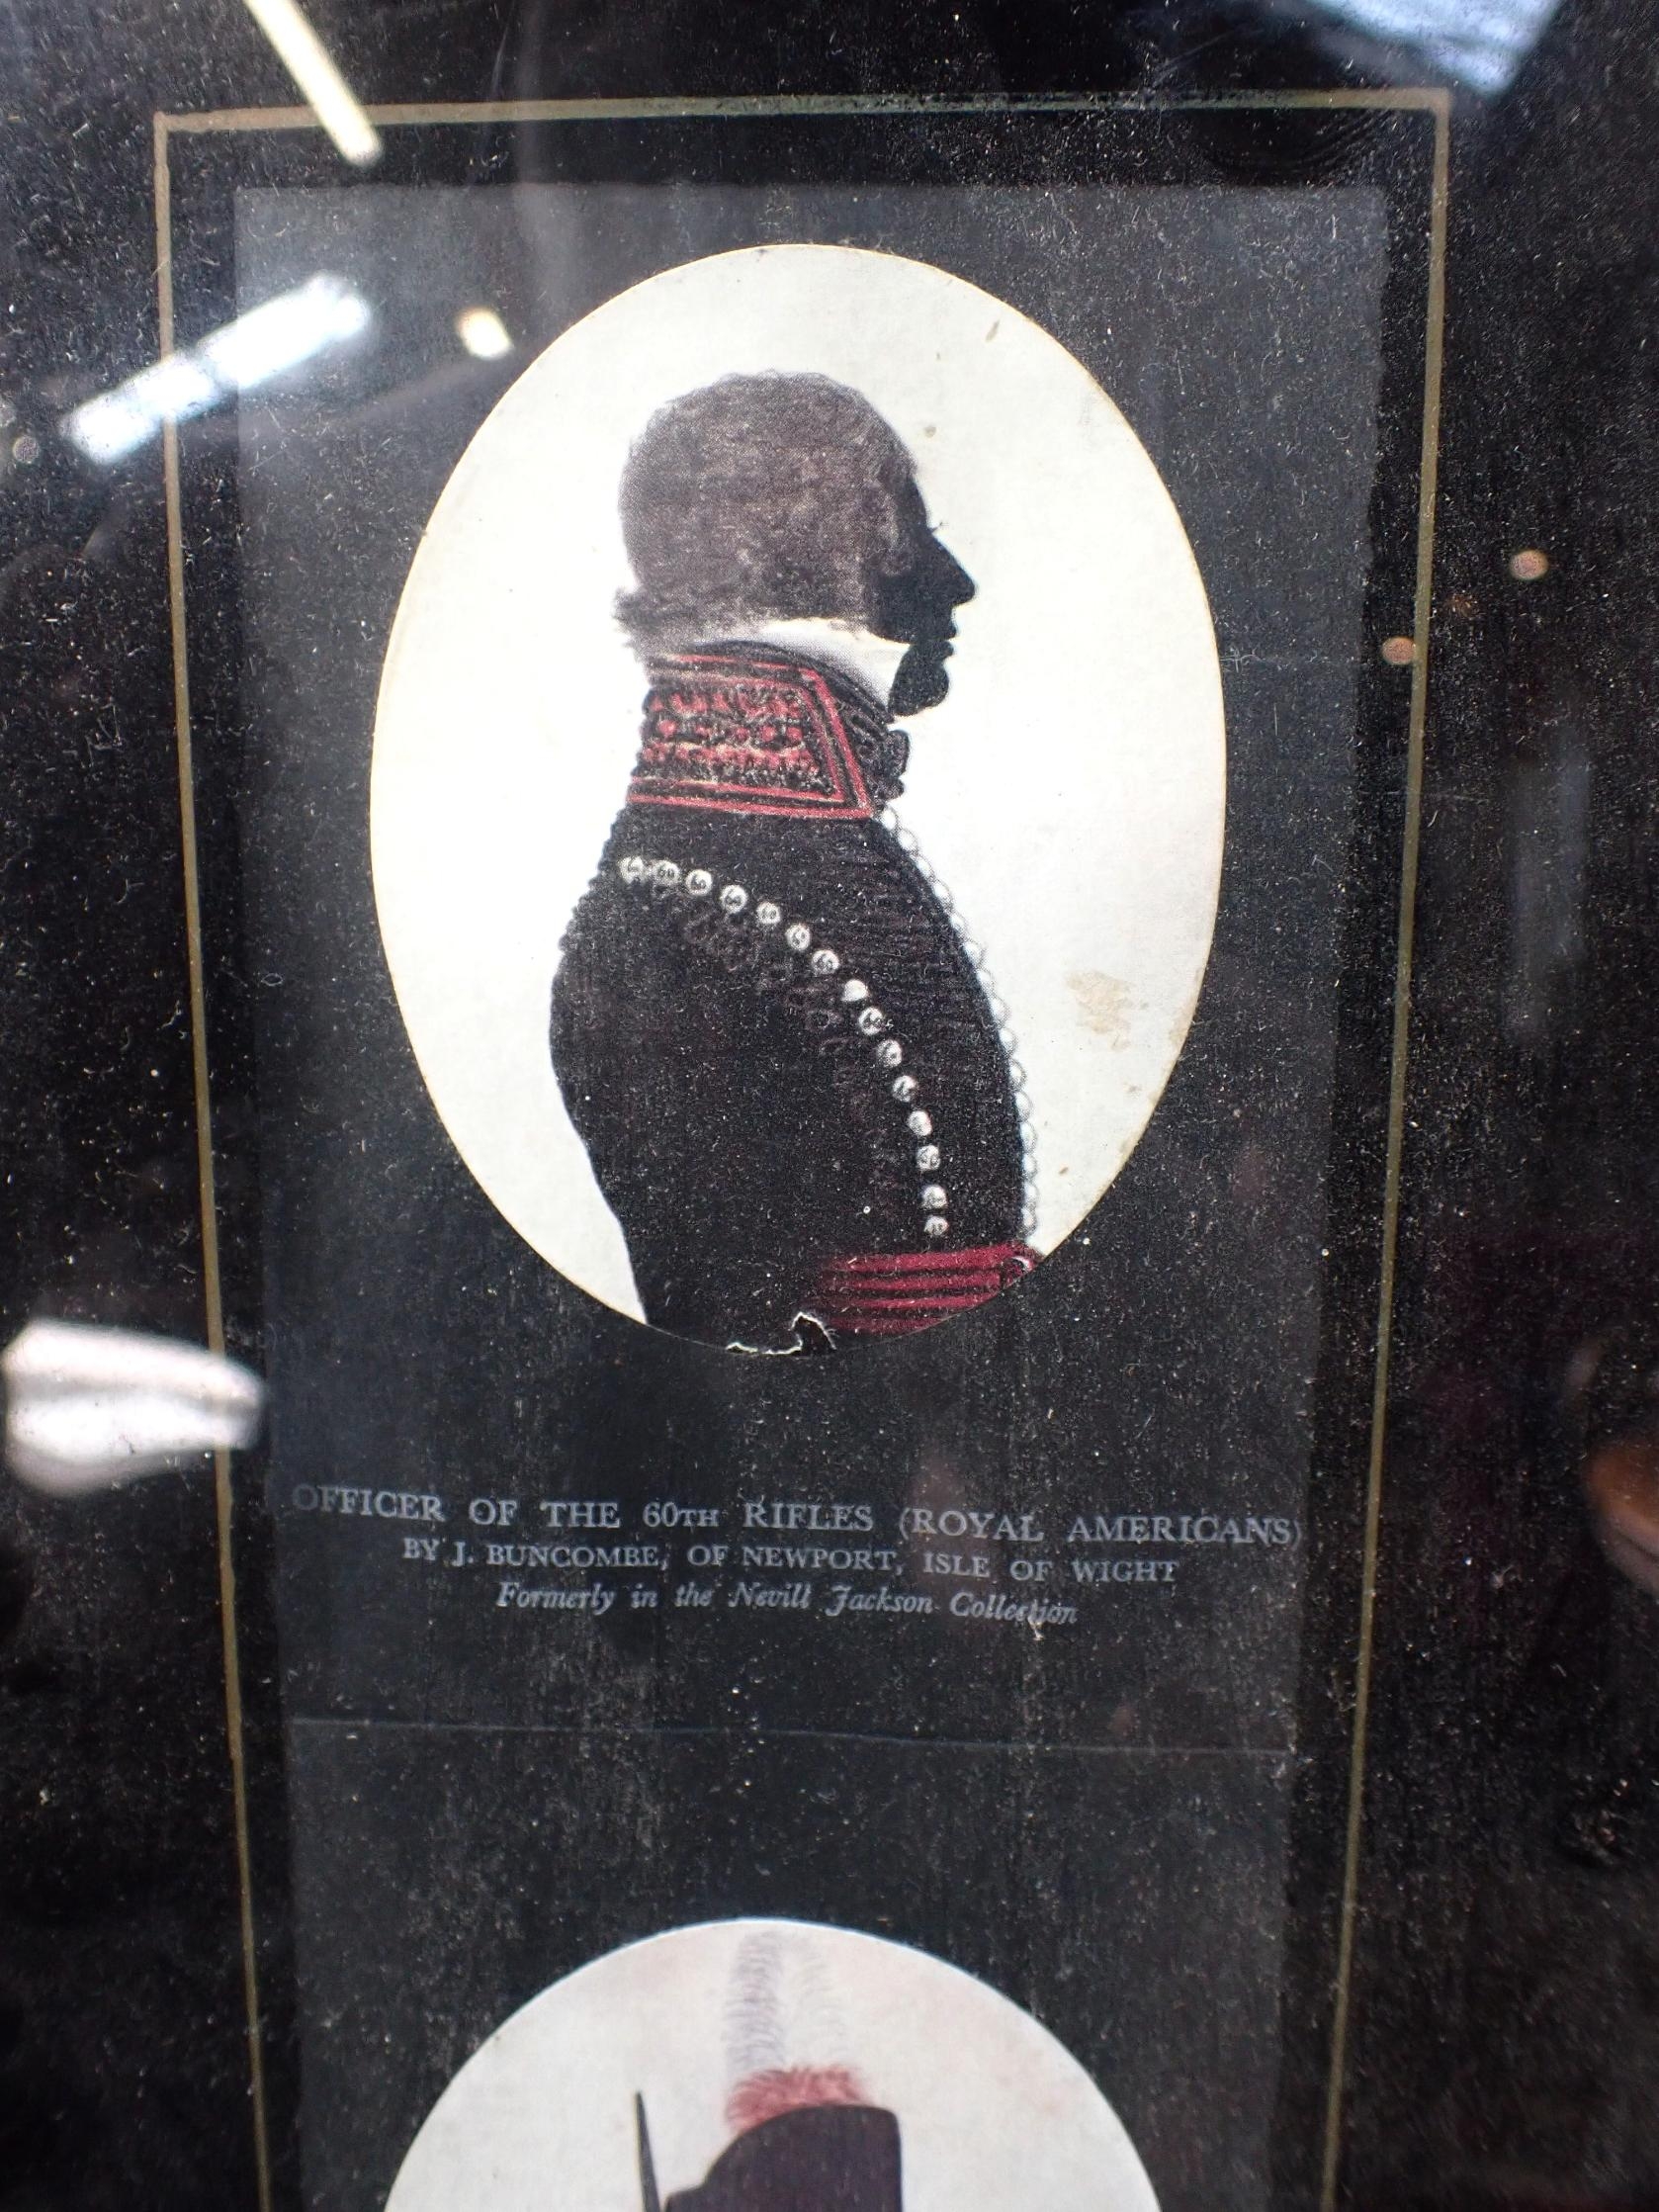 OFFICER OF THE 60TH RIFLES (ROYAL AMERICANS)
BY J. BUNCOMBE, OF NEWPORT, ISLE OF WIGHT
Formerly in the Nevill Jackson Collection